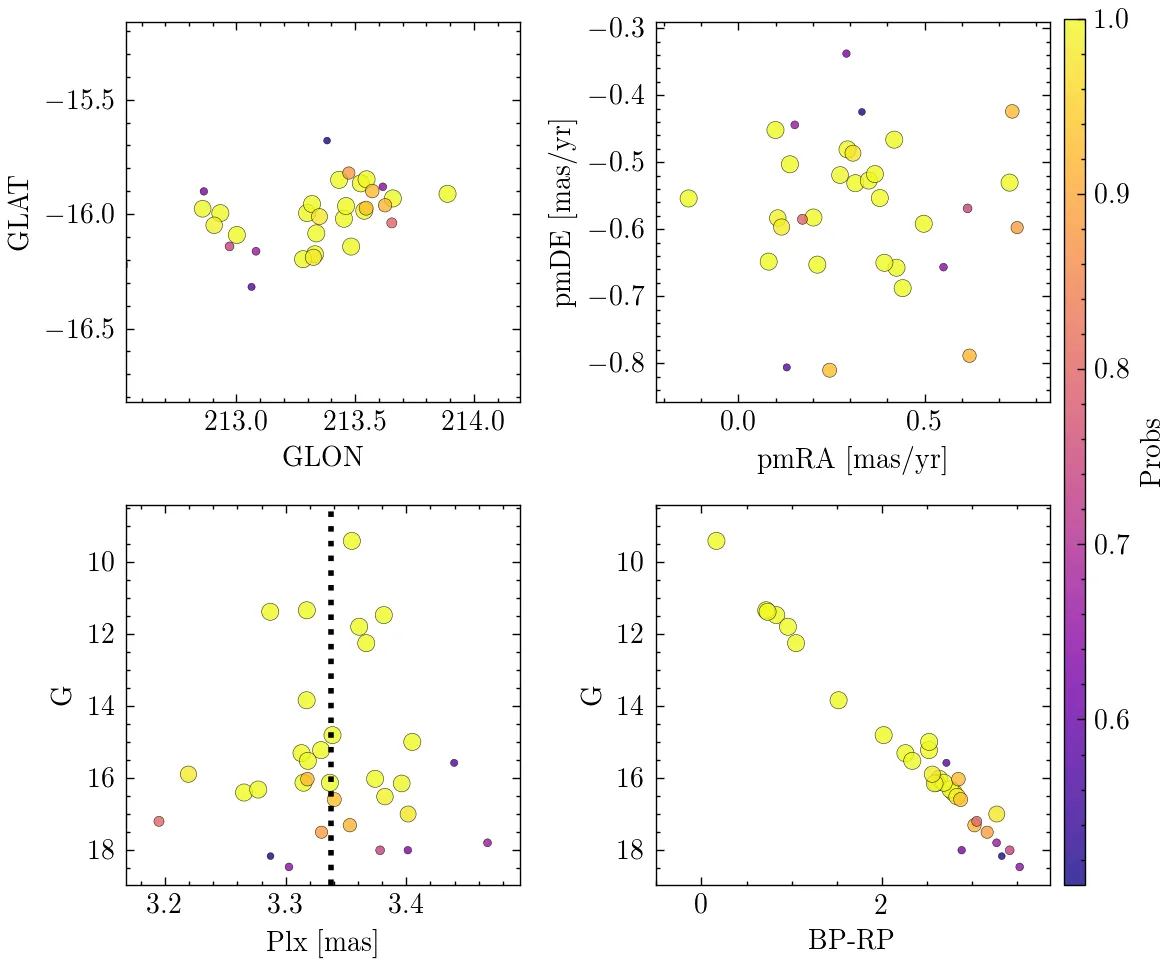 −15.5
−16.0
−16.5
GLAT
213.0 213.5 214.0
GLON
−0.3
−0.4
−0.5
−0.6
−0.7
−0.8
pmDE [mas/yr]
0.0 0.5
pmRA [mas/yr]
10
12
14
16
18
G
3.2 3.3 3.4
Plx [mas]
10
12
14
16
18
G
0 2
BP-RP
1.0
0.9
0.8
0.7
0.6
Probs